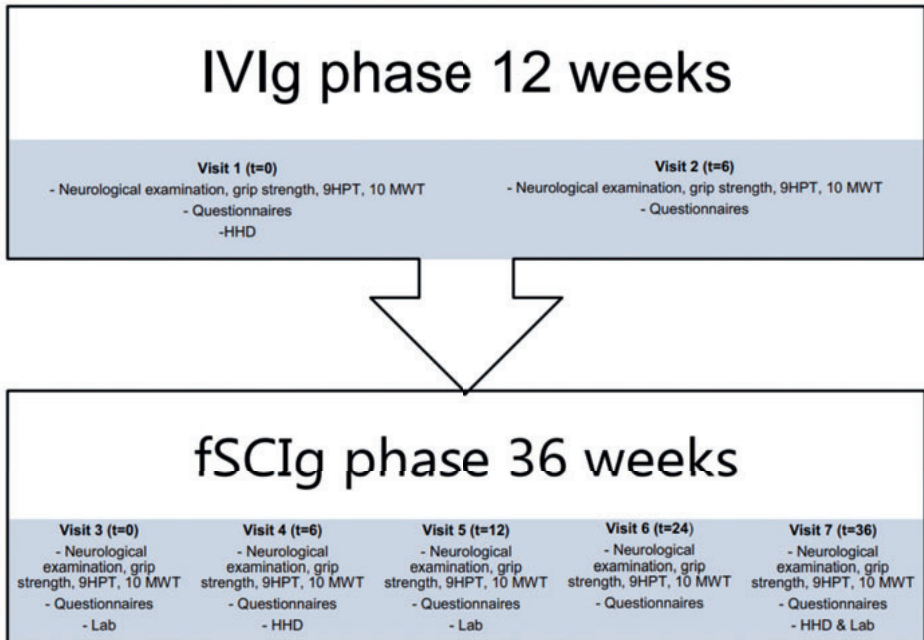 IVIg phase 12 weeks
Visit 1 (t=0)
- Neurological examination, grip strength, 9HPT, 10 MWT
- Questionnaires
-HHD
Visit 2 (t=6)
- Neurological examination, grip strength, 9HPT, 10 MWT
- Questionnaires
fSCIg phase 36 weeks
Visit 3 (t=0)
- Neurological
examination, grip
strength, 9HPT, 10 MWT
- Questionnaires
- Lab
Visit 4 (t=6)
- Neurological
examination, grip
strength, 9HPT, 10 MWT
- Questionnaires
- HHD
Visit 5 (t=12)
- Neurological
examination, grip
strength, 9HPT, 10 MWT
- Questionnaires
- Lab
Visit 6 (t=24)
- Neurological
examination, grip
strength, 9HPT, 10 MWT
- Questionnaires
Visit 7 (t=36)
- Neurological
examination, grip
strength, 9HPT, 10 MWT
- Questionnaires
- HHD & Lab